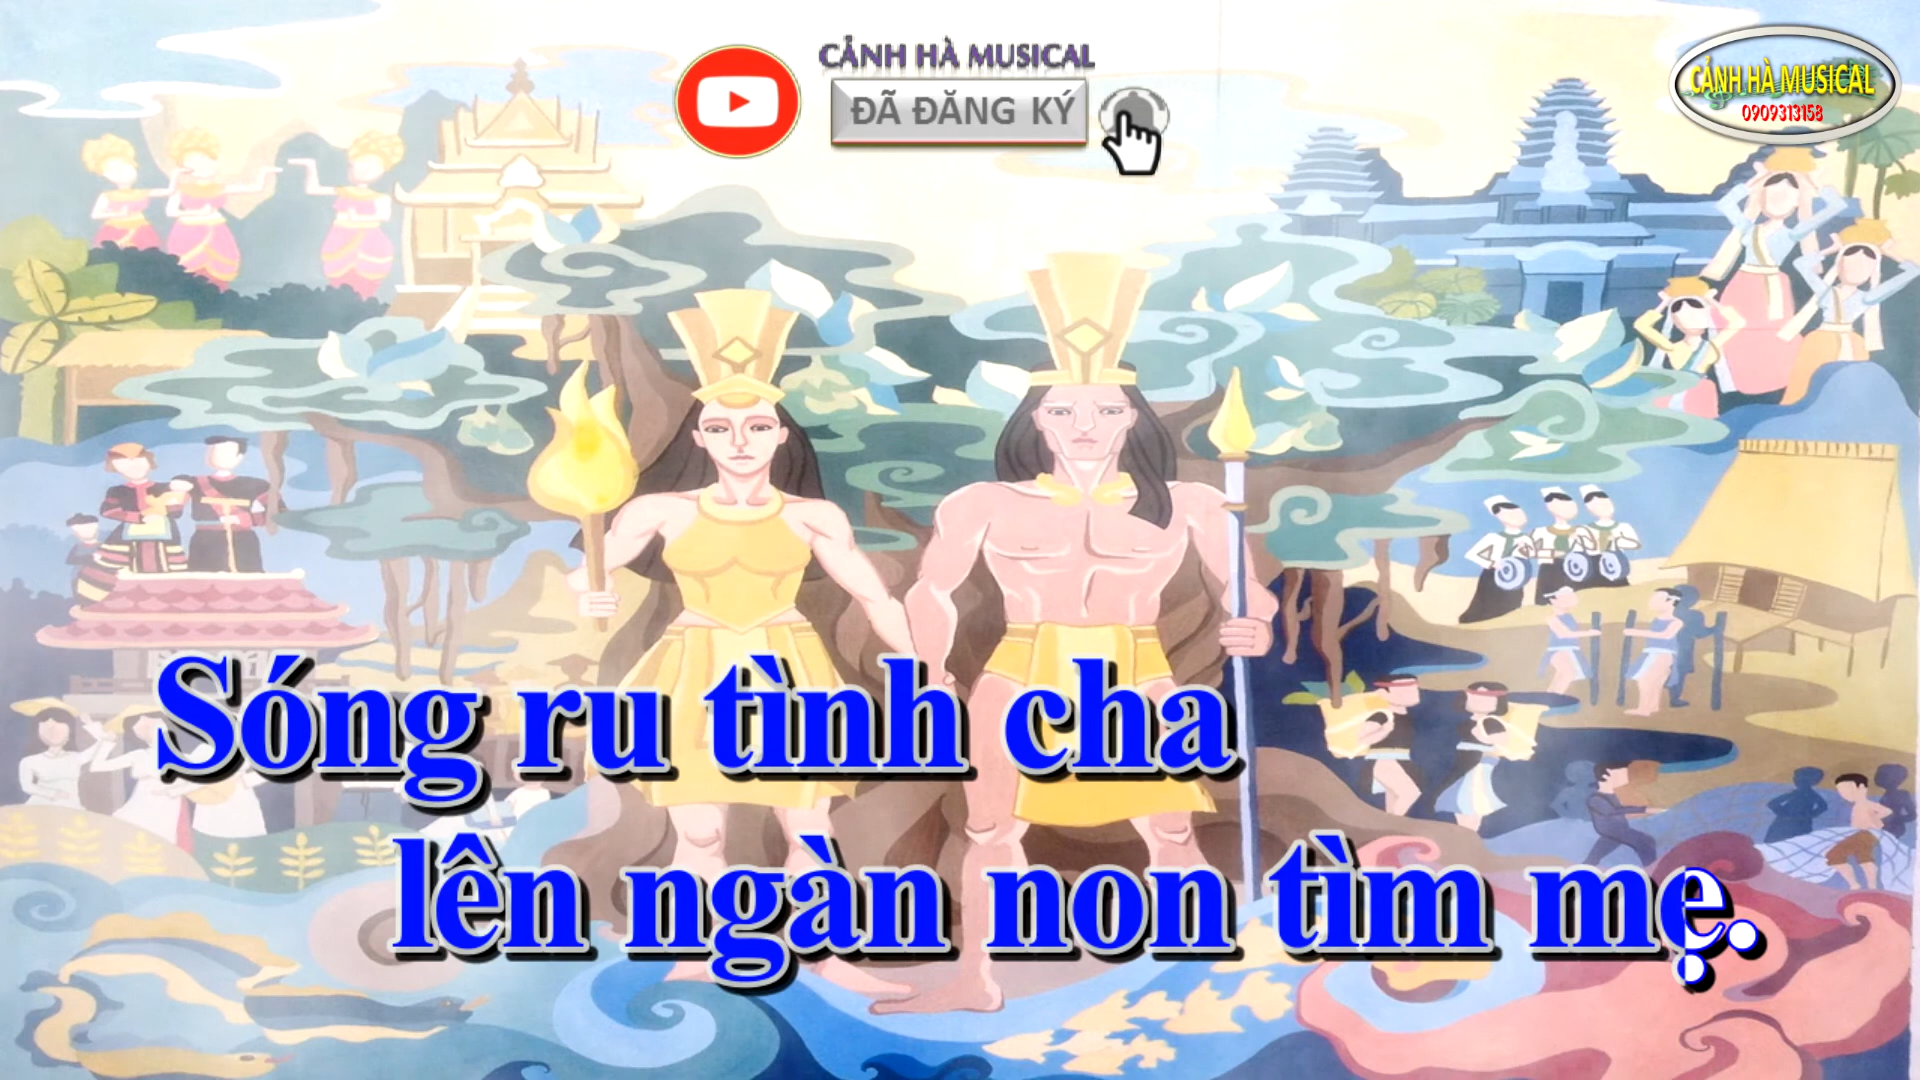 CẢNH HÀ MUSICAL
ĐÃ ĐĂNG KÝ
CẢNH HÀ MUSICAL
0909313158
Sóng ru tình cha
lên ngàn non tìm mẹ.